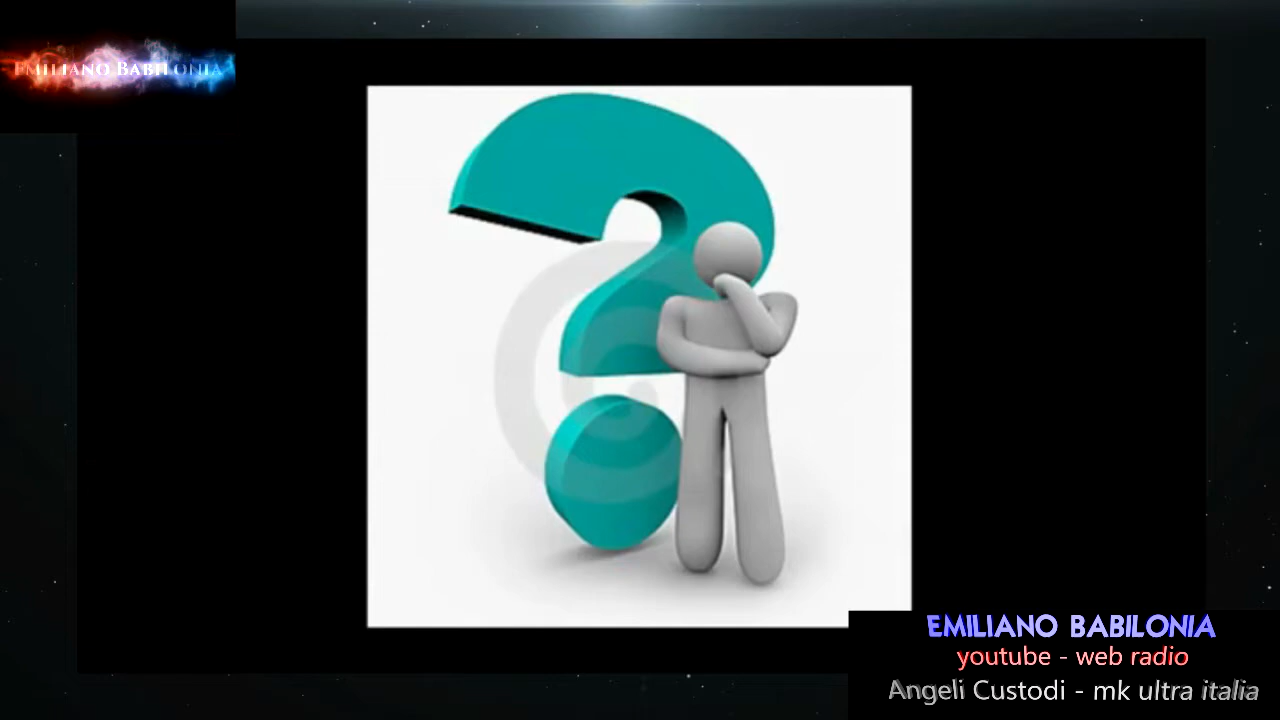 EMILIANO BABILONIA
EMILIANO BABILONIA
youtube - web radio
Angeli Custodi - mk ultra italia